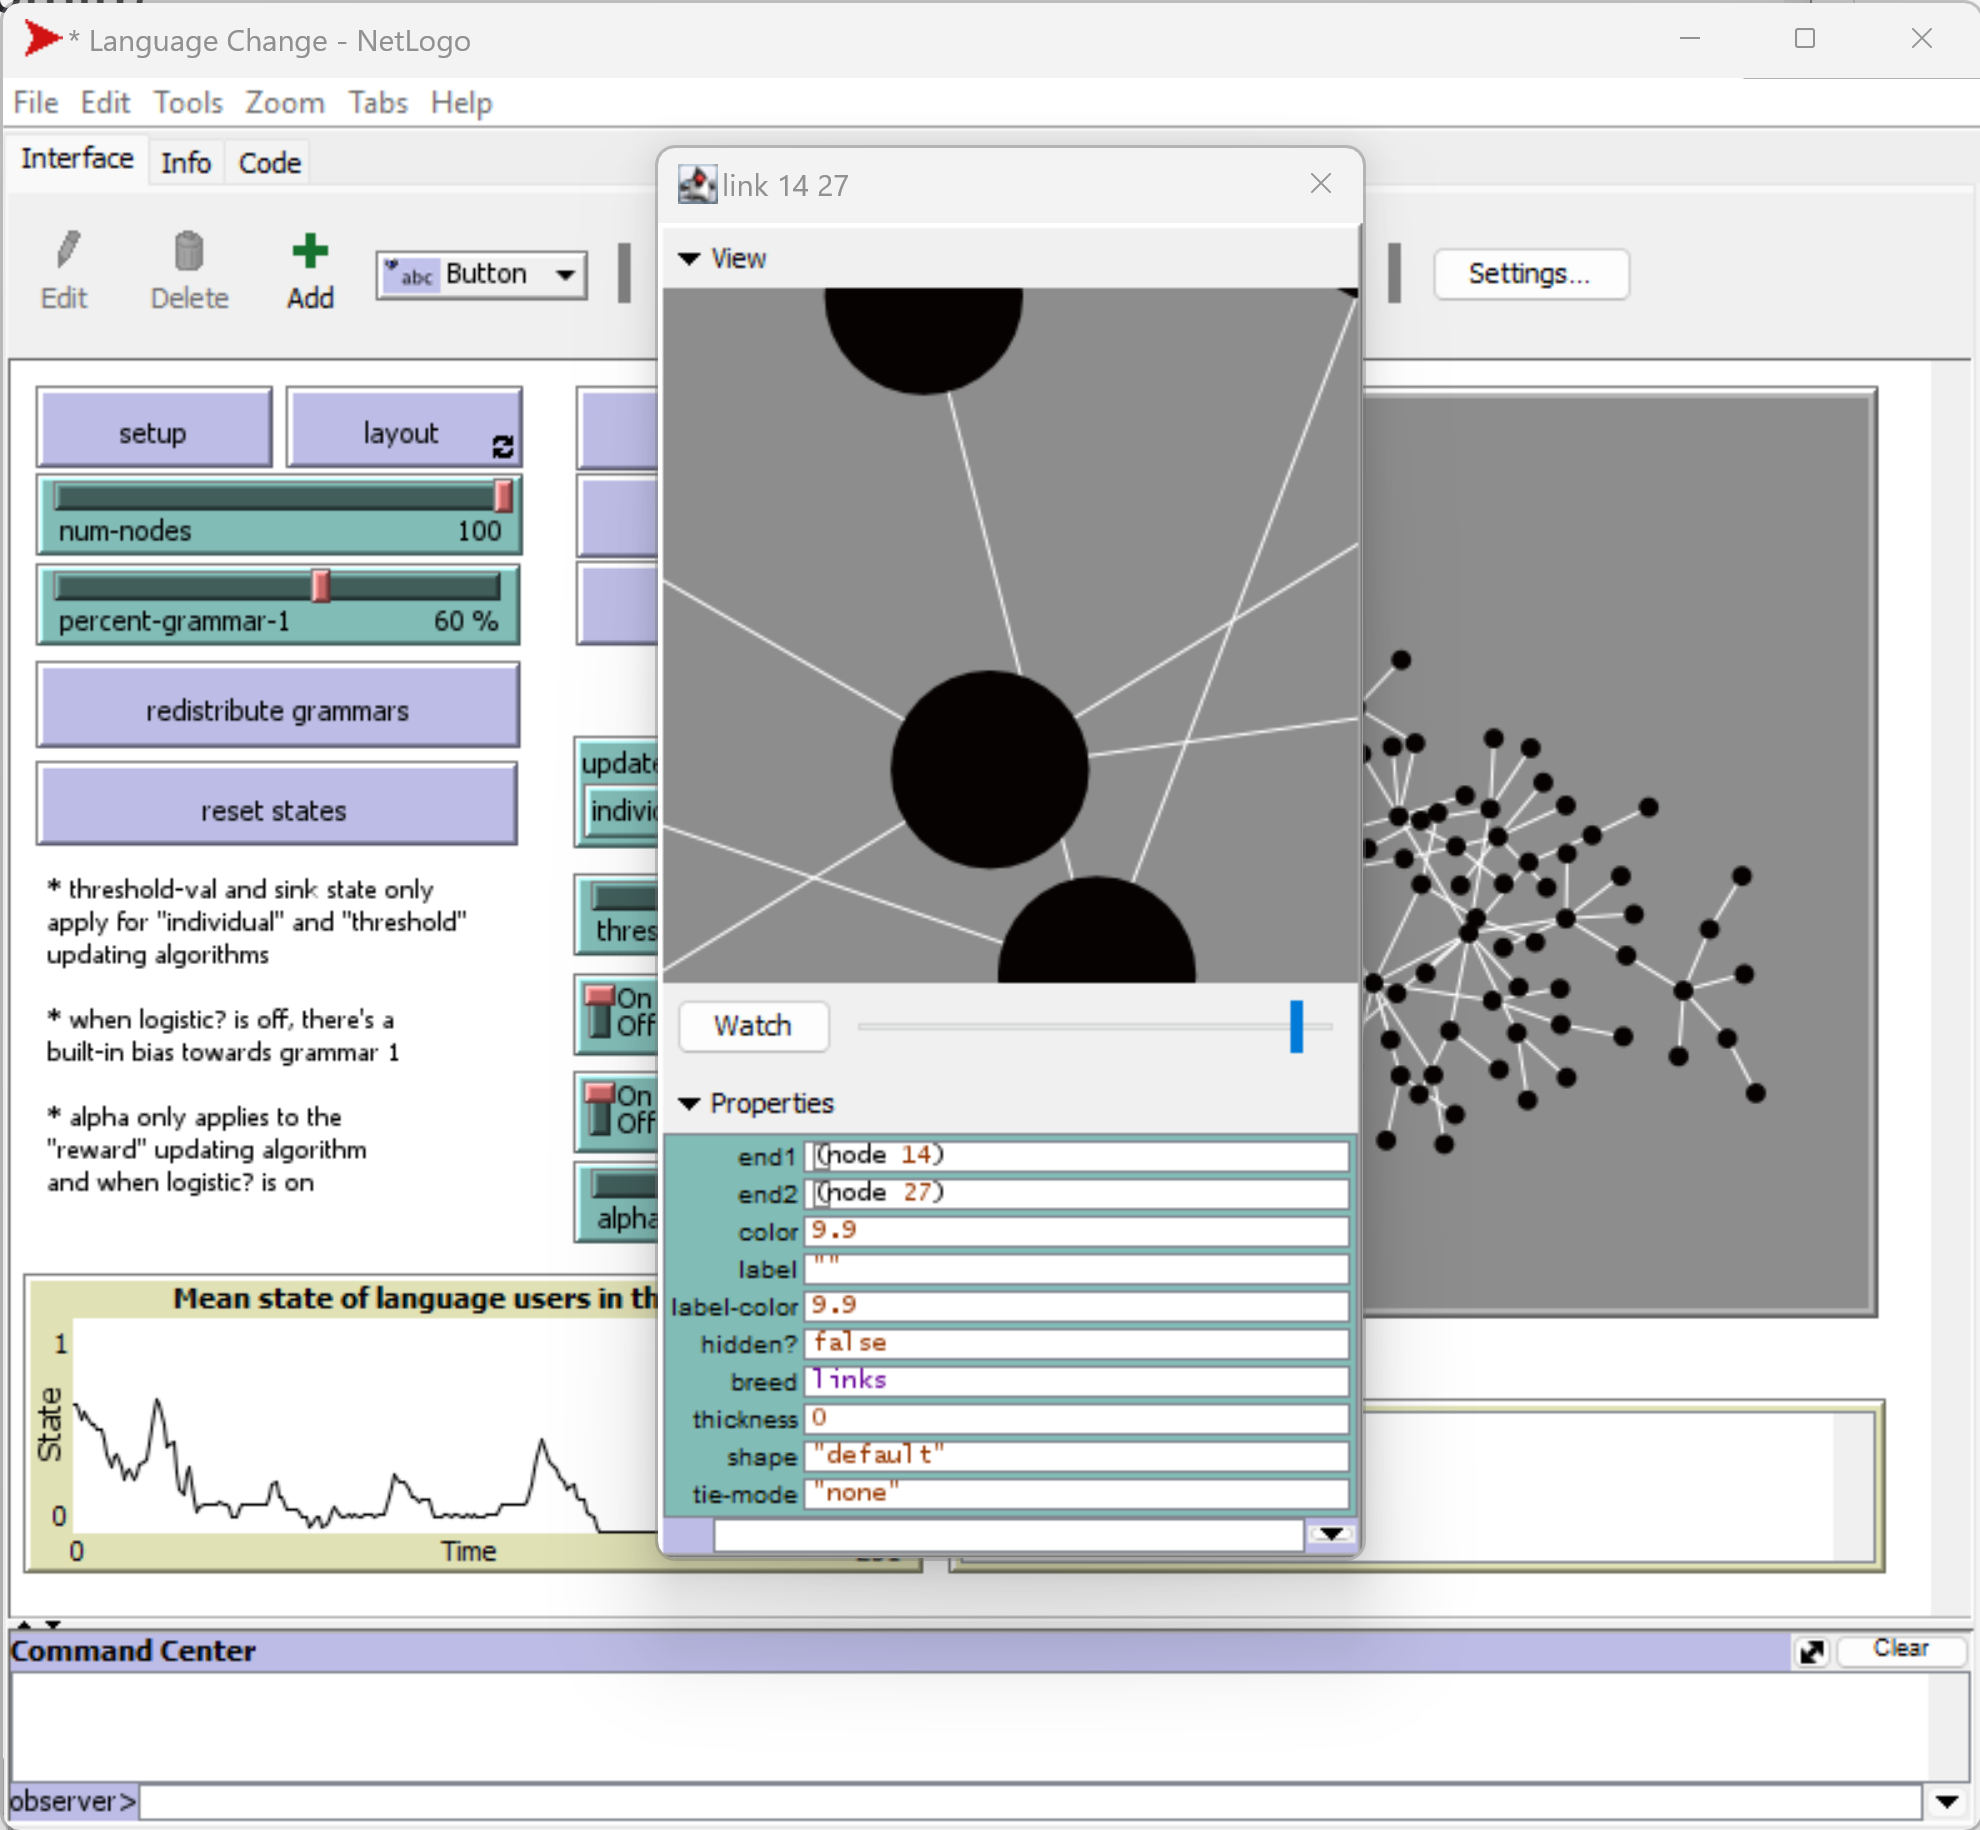 * Language Change - NetLogo
File Edit Tools Zoom Tabs Help
Interface Info Code
Edit Delete Add abc Button Settings...
setup layout
num-nodes 100
percent-grammar-1 60 %
redistribute grammars
reset states
* threshold-val and sink state only
apply for "individual" and "threshold"
updating algorithms
* when logistic? is off, there's a
built-in bias towards grammar 1
* alpha only applies to the
"reward" updating algorithm
and when logistic? is on
update
individ
thres
On
Off
On
Off
alpha
Mean state of language users in th
1
State
0
0 Time
link 14 27
View
Watch
Properties
end1 (node 14)
end2 (node 27)
color 9.9
label ""
label-color 9.9
hidden? false
breed links
thickness 0
shape "default"
tie-mode "none"
Command Center Clear
observer>